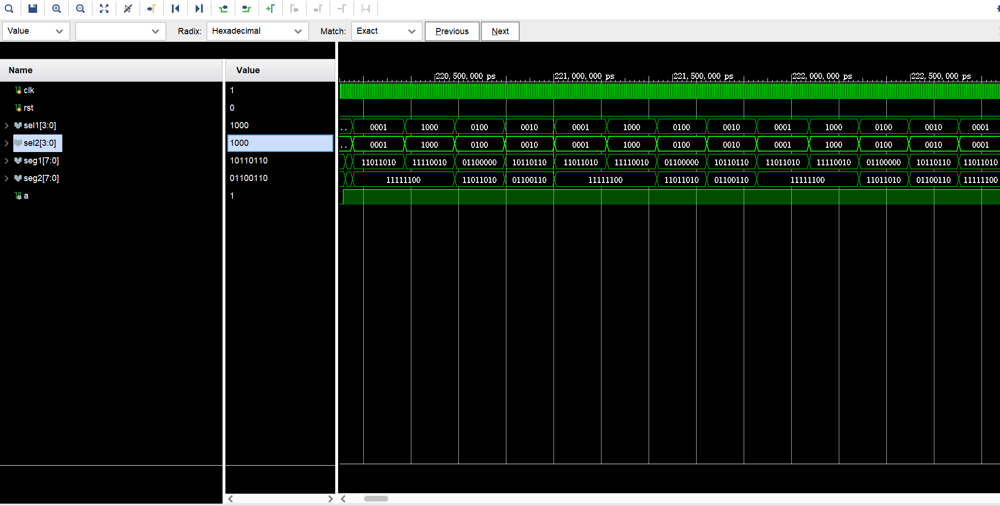 Value Radix: Hexadecimal Match: Exact Previous Next
Name Value
220,500,000 ps 221,000,000 ps 221,500,000 ps 222,000,000 ps 222,500,000 ps
clk 1
rst 0
sel1[3:0] 1000 .. 0001 1000 0100 0010 0001 1000 0100 0010 0001 1000 0100 0010 0001
sel2[3:0] 1000 .. 0001 1000 0100 0010 0001 1000 0100 0010 0001 1000 0100 0010 0001
seg1[7:0] 10110110 11011010 11110010 01100000 10110110 11011010 11110010 01100000 10110110 11011010 11110010 01100000 10110110 11011010
seg2[7:0] 01100110 11111100 11011010 01100110 11111100 11011010 01100110 11111100 11011010 01100110 11111100
a 1